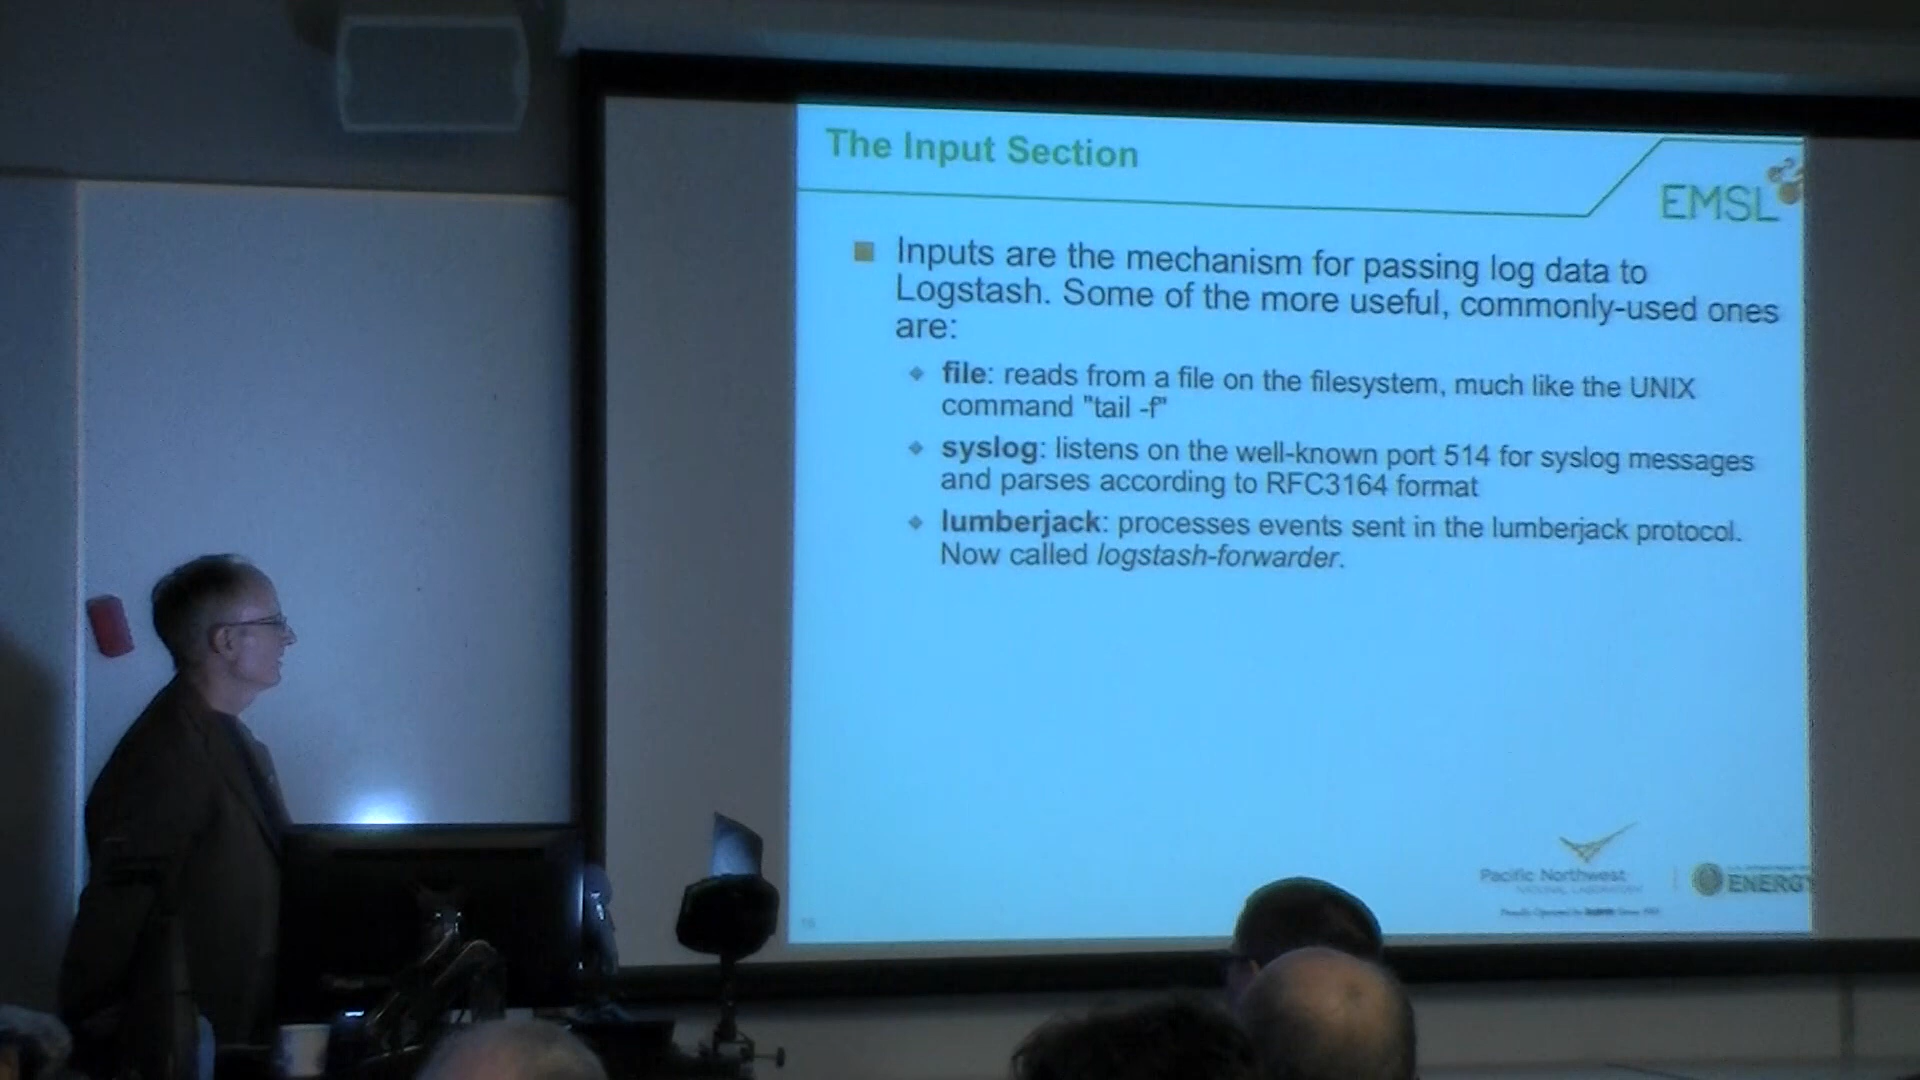 The Input Section
EMSL
Inputs are the mechanism for passing log data to
Logstash. Some of the more useful, commonly-used ones
are:
file: reads from a file on the filesystem, much like the UNIX
command "tail -f"
syslog: listens on the well-known port 514 for syslog messages
and parses according to RFC3164 format
lumberjack: processes events sent in the lumberjack protocol.
Now called logstash-forwarder.
Pacific Northwest
NATIONAL LABORATORY
ENERGY